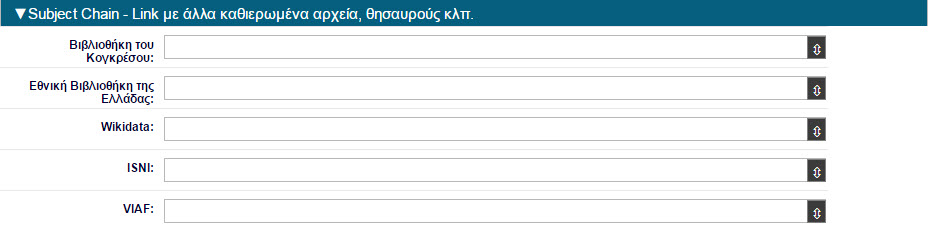 ▼Subject Chain - Link με άλλα καθιερωμένα αρχεία, θησαυρούς κλπ.
Βιβλιοθήκη του
Κογκρέσου:
Εθνική Βιβλιοθήκη της
Ελλάδας:
Wikidata:
ISNI:
VIAF: